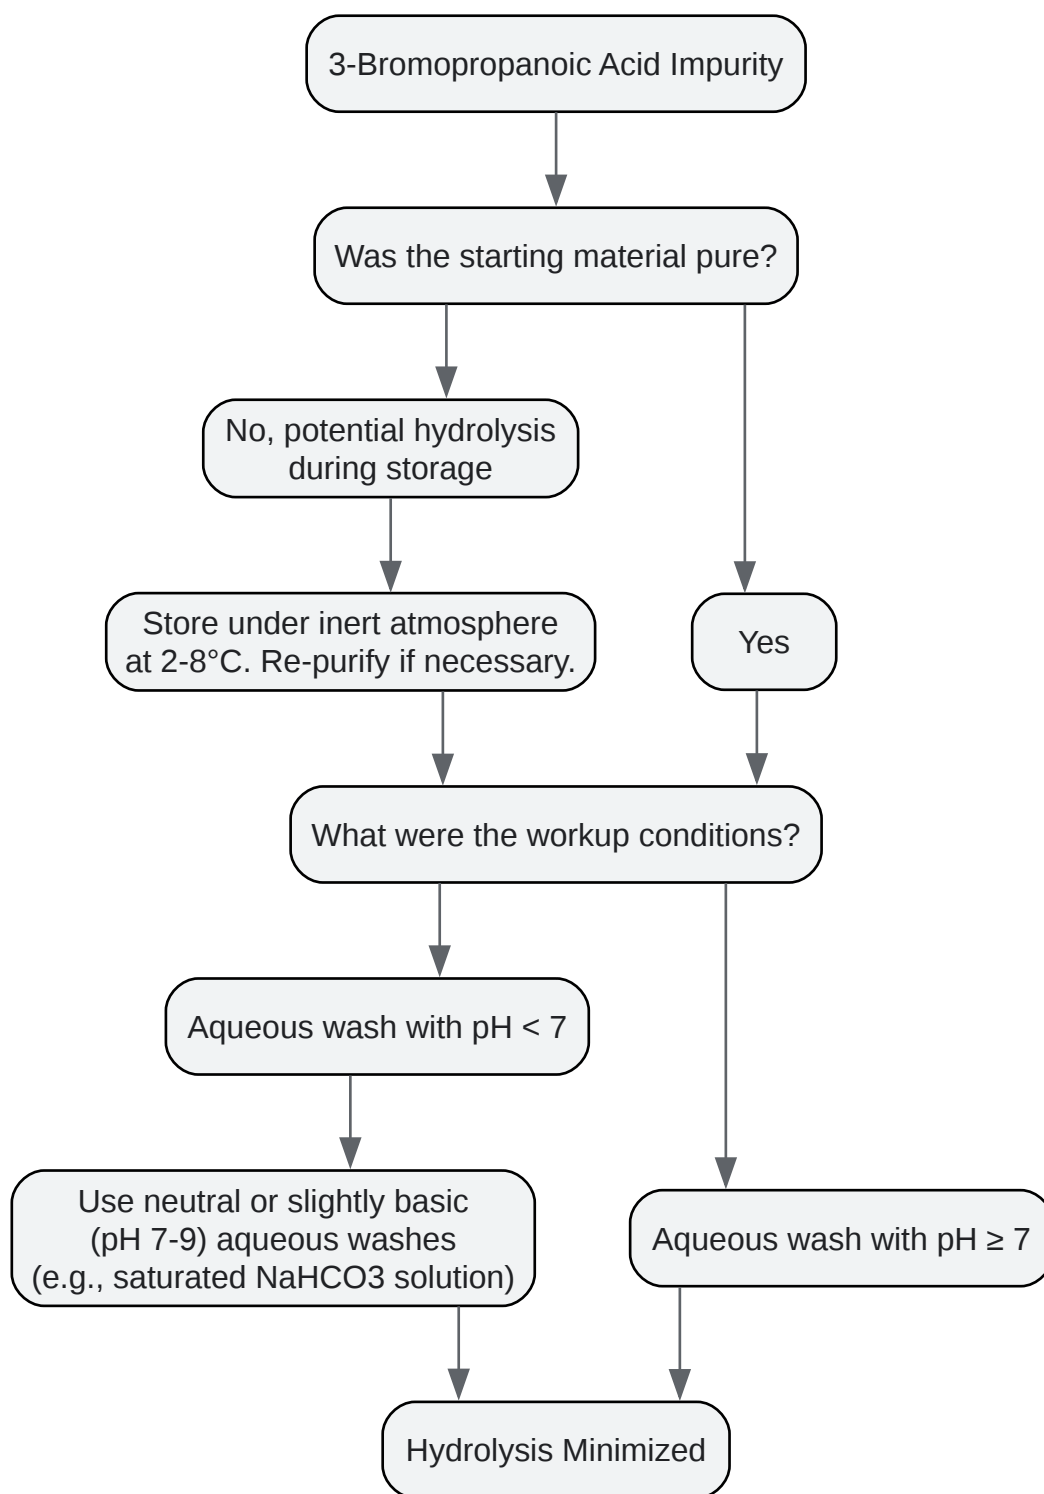 3-Bromopropanoic Acid Impurity
Was the starting material pure?
No, potential hydrolysis
during storage
Store under inert atmosphere
at 2-8°C. Re-purify if necessary.
Yes
What were the workup conditions?
Aqueous wash with pH < 7
Use neutral or slightly basic
(pH 7-9) aqueous washes
(e.g., saturated NaHCO3 solution)
Aqueous wash with pH ≥ 7
Hydrolysis Minimized